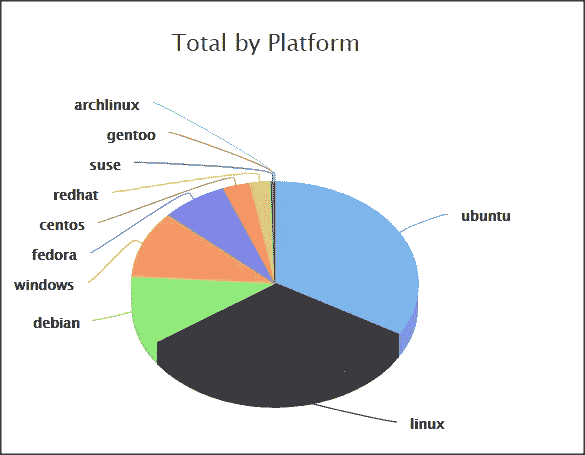 Total by Platform
archlinux
gentoo
suse
redhat
centos
fedora
windows
debian
ubuntu
linux